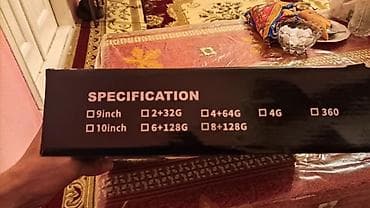 SPECIFICATION
☐9inch ☐2+32G ☐4+64G ☐4G ☐360
☐10inch ☐6+128G ☐8+128G